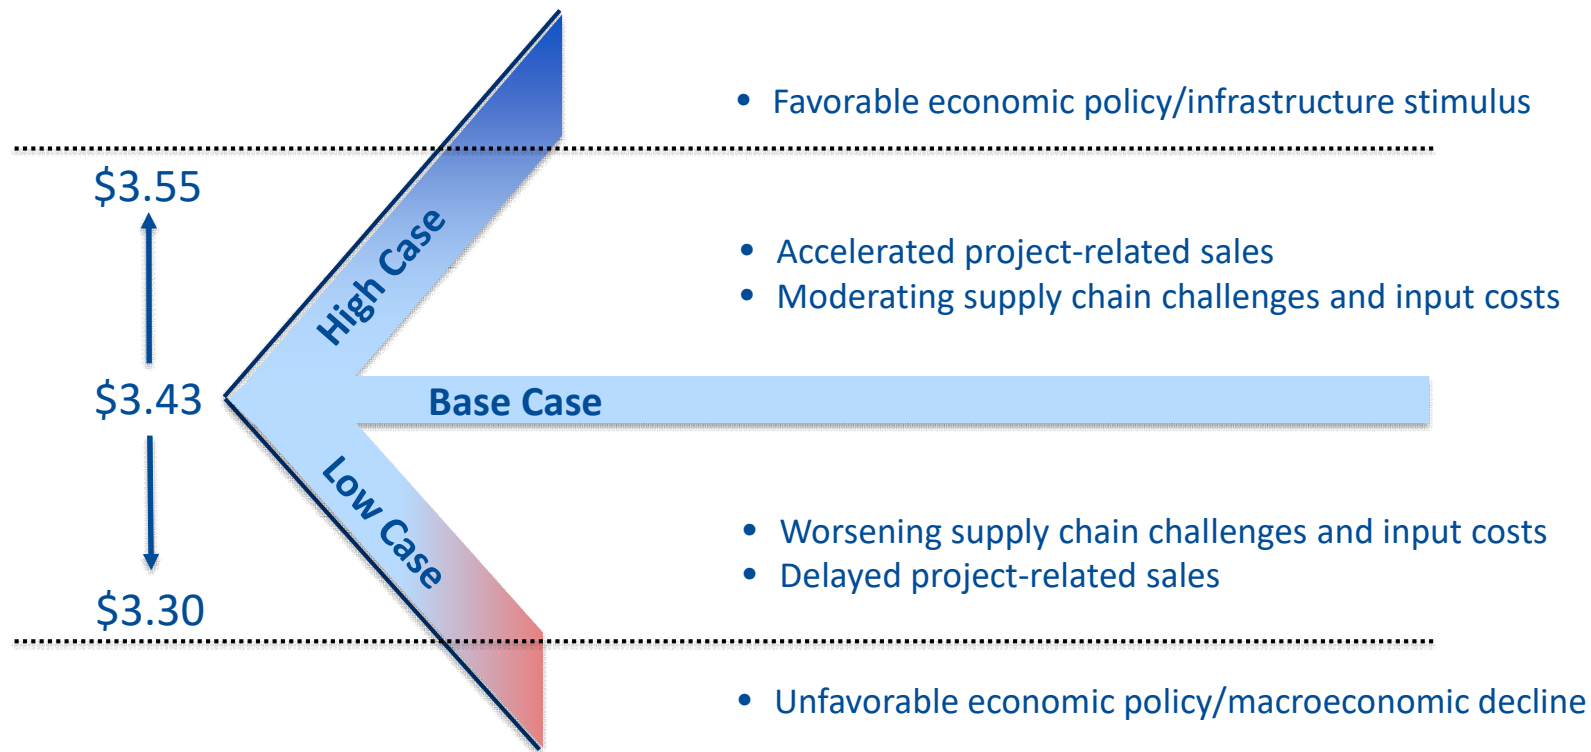 • Favorable economic policy/infrastructure stimulus
$3.55
High Case
• Accelerated project-related sales
• Moderating supply chain challenges and input costs
$3.43
Base Case
Low Case
• Worsening supply chain challenges and input costs
• Delayed project-related sales
$3.30
• Unfavorable economic policy/macroeconomic decline